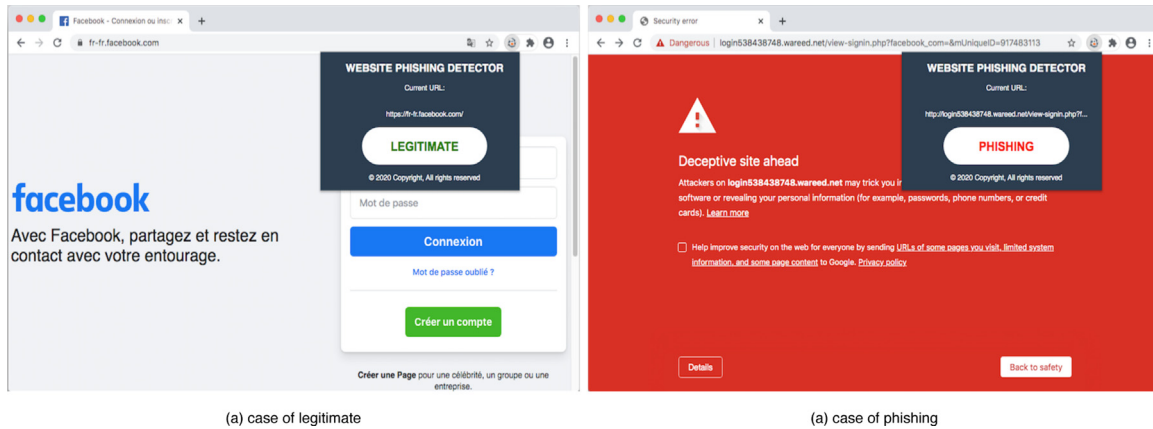 Facebook - Connexion ou insc
fr-fr.facebook.com
WEBSITE PHISHING DETECTOR
Current URL:
https://fr-fr.facebook.com/
LEGITIMATE
© 2020 Copyright, All rights reserved
facebook
Avec Facebook, partagez et restez en
contact avec votre entourage.
Mot de passe
Connexion
Mot de passe oublié ?
Créer un compte
Créer une Page pour une célébrité, un groupe ou une
entreprise.
(a) case of legitimate
Security error
Dangerous | login538438748.wareed.net/view-signin.php?facebook_com=&mUniqueID=917483113
WEBSITE PHISHING DETECTOR
Current URL:
http://login538438748.wareed.net/view-signin.php?f...
PHISHING
© 2020 Copyright, All rights reserved
Deceptive site ahead
Attackers on login538438748.wareed.net may trick you i
software or revealing your personal information (for example, passwords, phone numbers, or credit
cards). Learn more
Help improve security on the web for everyone by sending URLs of some pages you visit, limited system
information, and some page content to Google. Privacy policy
Details
Back to safety
(a) case of phishing